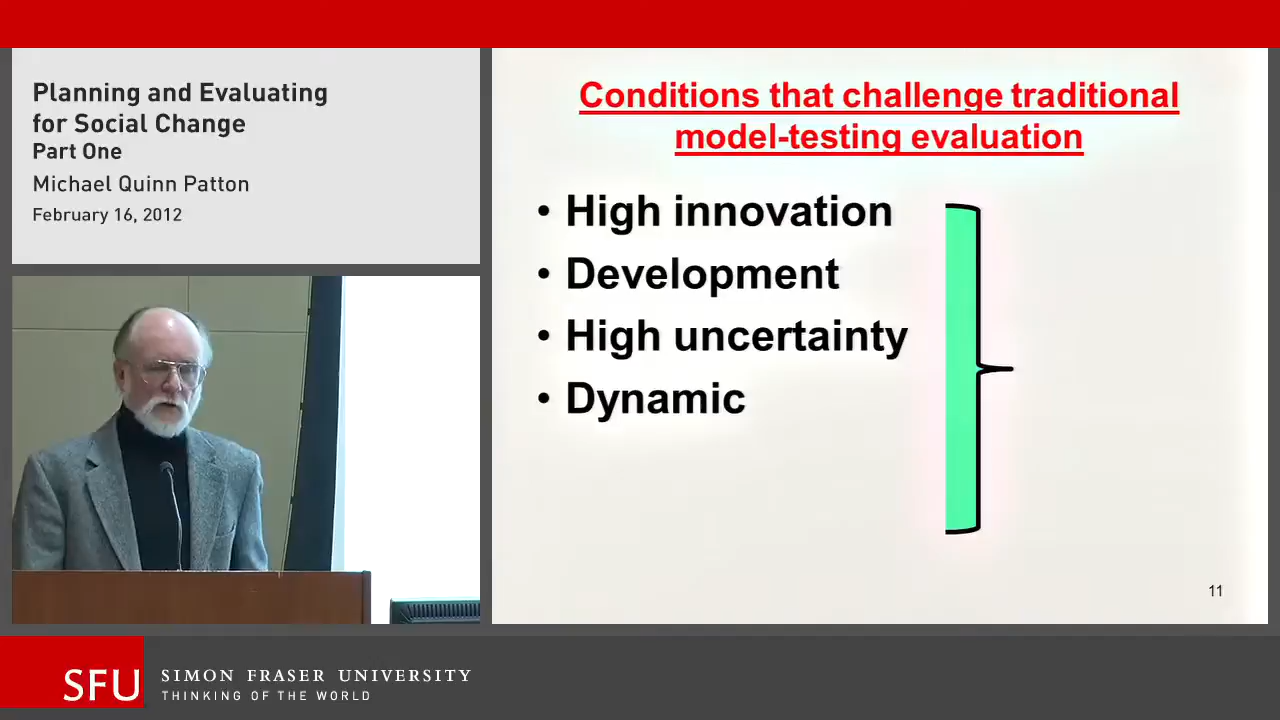 Planning and Evaluating
for Social Change
Part One
Michael Quinn Patton
February 16, 2012
Conditions that challenge traditional
model-testing evaluation
• High innovation
• Development
• High uncertainty
• Dynamic
11
SFU
SIMON FRASER UNIVERSITY
THINKING OF THE WORLD